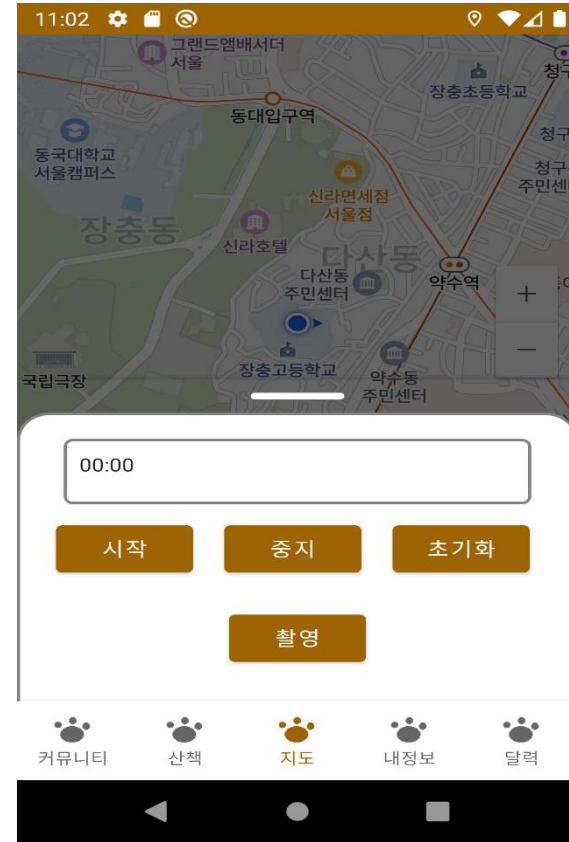 11:02
그랜드앰배서더
서울
장충초등학교
청구
동대입구역
동국대학교
서울캠퍼스
청구
청구
주민센
신라면세점
서울점
장충동
신라호텔
다산동
다산동
주민센터
약수역
+
−
국립극장
장충고등학교
약수동
주민센터
00:00
시작
중지
초기화
촬영
커뮤니티
산책
지도
내정보
달력